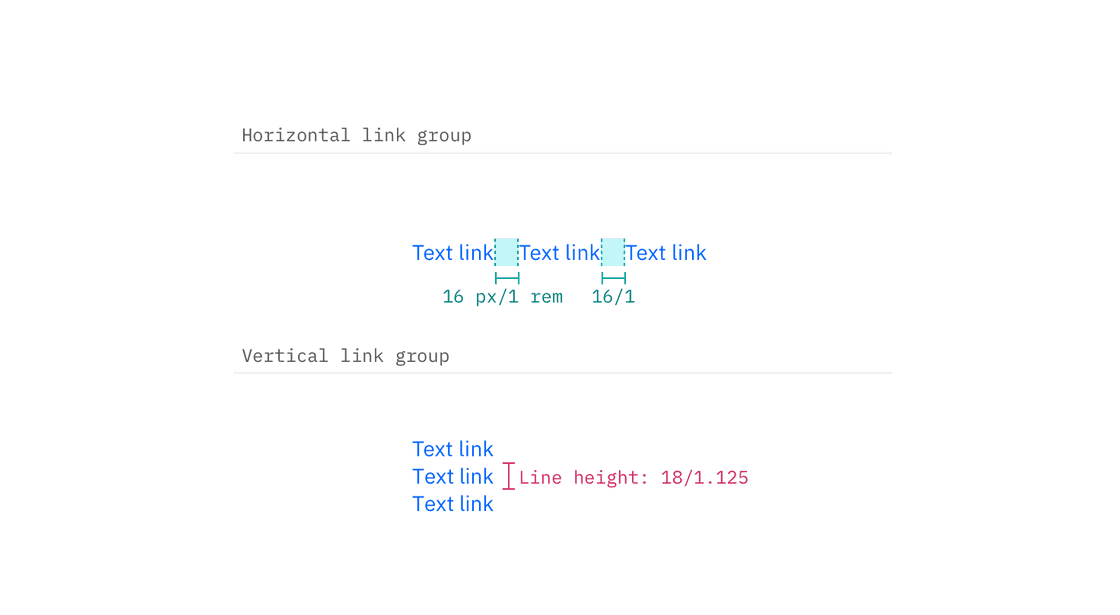 Horizontal link group
Text link Text link Text link
16 px/1 rem 16/1
Vertical link group
Text link
Text link Line height: 18/1.125
Text link